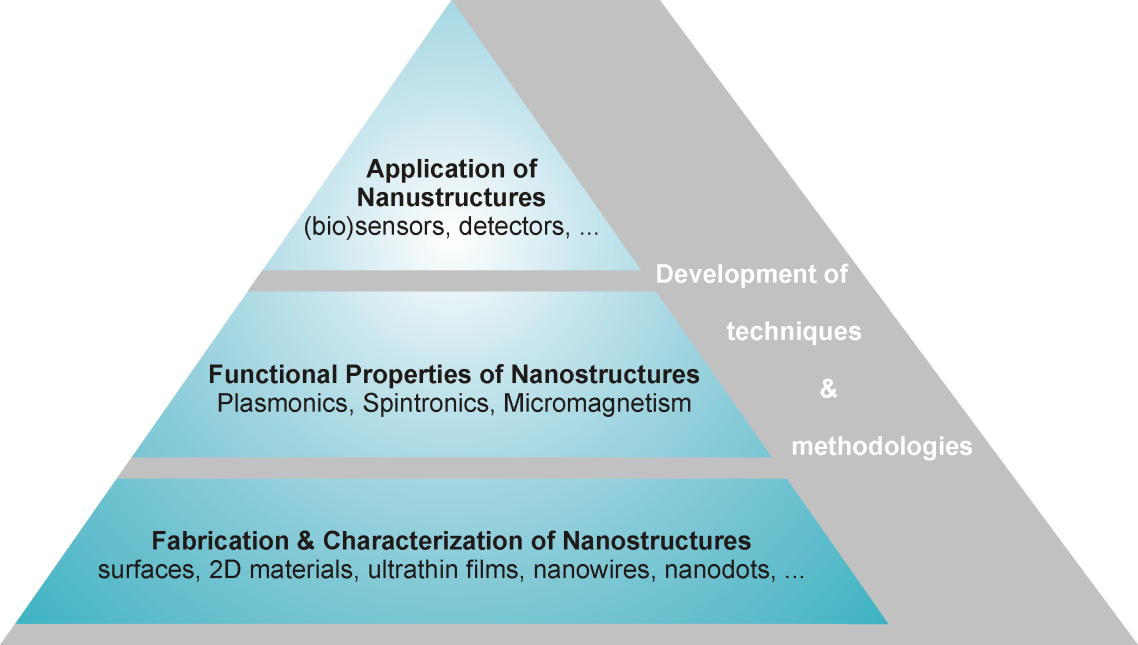 Application of
Nanustructures
(bio)sensors, detectors, ...
Development of
techniques
&
methodologies
Functional Properties of Nanostructures
Plasmonics, Spintronics, Micromagnetism
Fabrication & Characterization of Nanostructures
surfaces, 2D materials, ultrathin films, nanowires, nanodots, ...